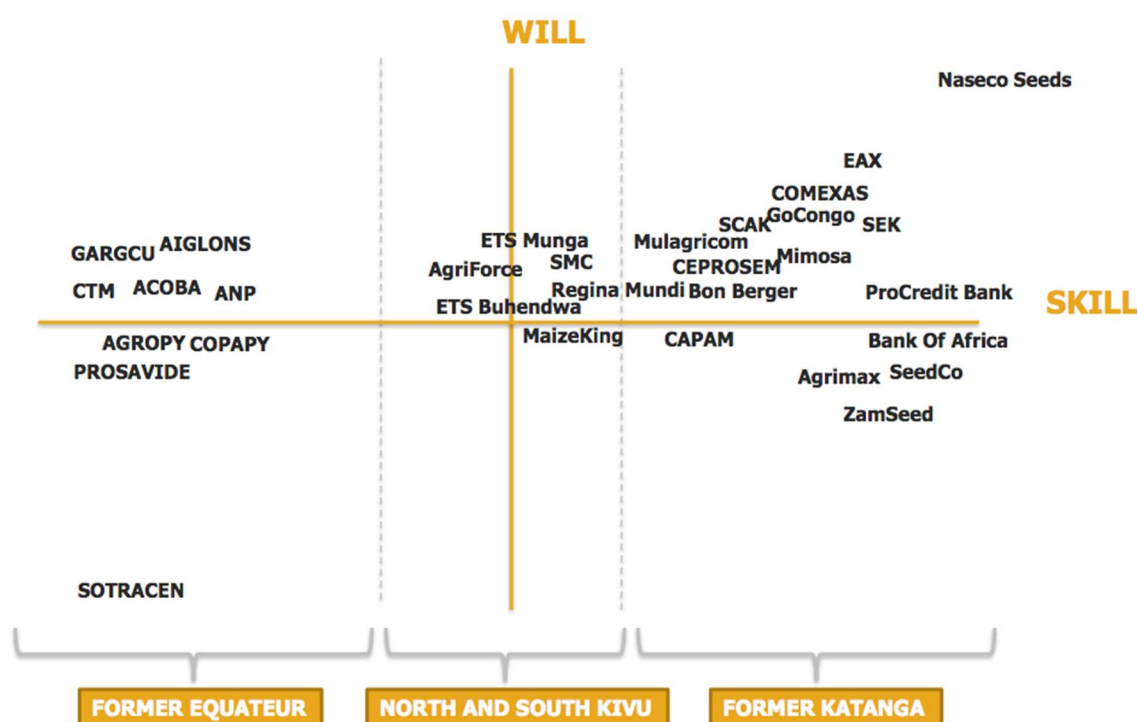 WILL
Naseco Seeds
EAX
COMEXAS
GoCongo
SCAK
SEK
ETS Munga
Mulagricom
AIGLONS
GARGCU
Mimosa
SMC
AgriForce
CEPROSEM
CTM
ACOBA
ANP
Regina Mundi
Bon Berger
ProCredit Bank
SKILL
ETS Buhendwa
MaizeKing
CAPAM
Bank Of Africa
AGROPY
COPAPY
PROSAVIDE
Agrimax
SeedCo
ZamSeed
SOTRACEN
FORMER EQUATEUR
NORTH AND SOUTH KIVU
FORMER KATANGA